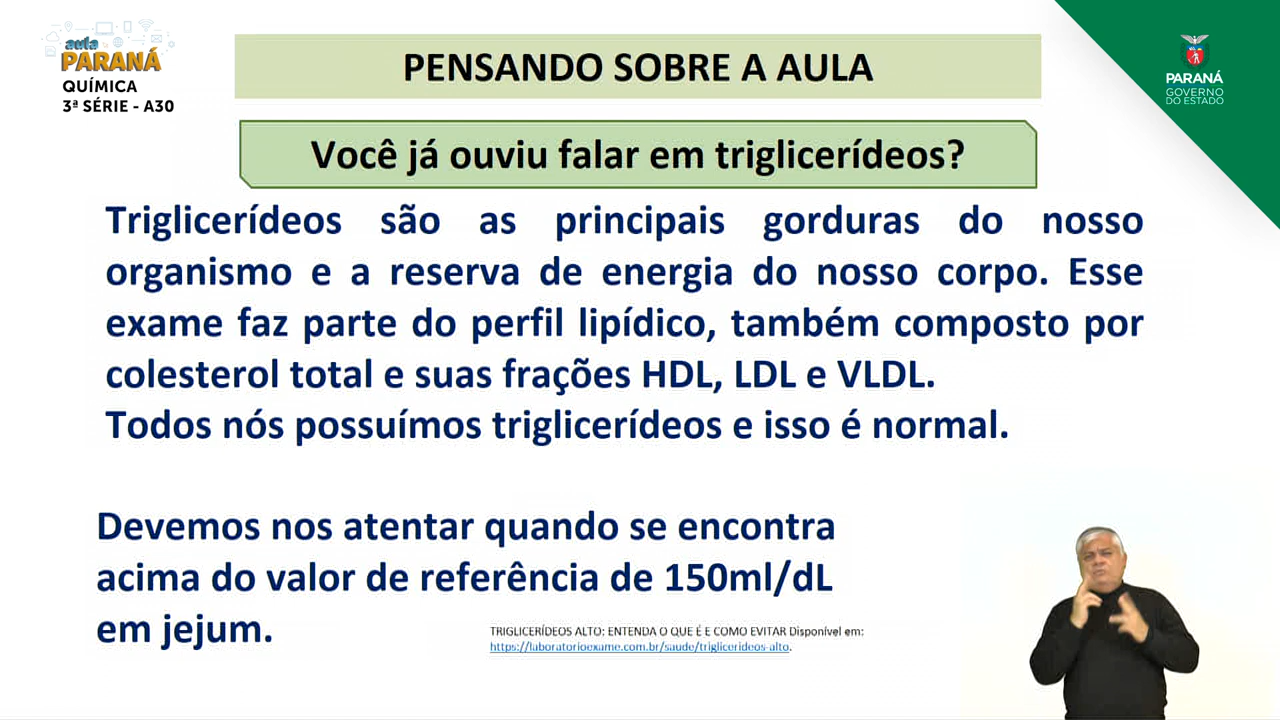 aula
PARANÁ
QUÍMICA
3ª SÉRIE - A30
PENSANDO SOBRE A AULA
PARANÁ
GOVERNO
DO ESTADO
Você já ouviu falar em triglicerídeos?
Triglicerídeos são as principais gorduras do nosso
organismo e a reserva de energia do nosso corpo. Esse
exame faz parte do perfil lipídico, também composto por
colesterol total e suas frações HDL, LDL e VLDL.
Todos nós possuímos triglicerídeos e isso é normal.
Devemos nos atentar quando se encontra
acima do valor de referência de 150ml/dL
em jejum.
TRIGLICERÍDEOS ALTO: ENTENDA O QUE É E COMO EVITAR Disponível em:
https://laboratorioexame.com.br/saude/triglicerideos-alto.